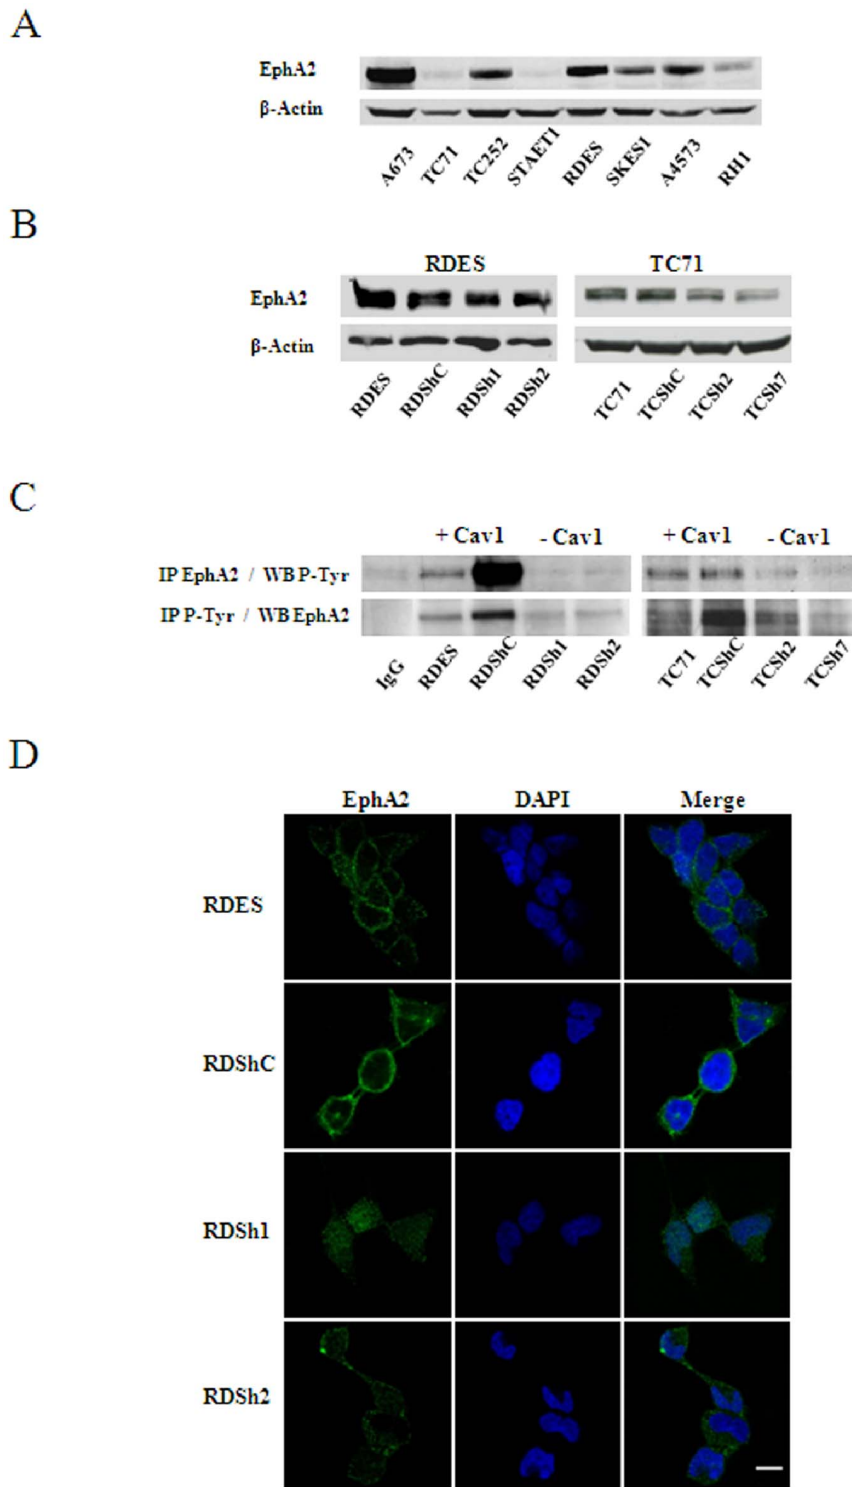 A
EphA2
β-Actin
A673 TC71 TC252 STAET1 RDES SKES1 A4573 RH1
B
RDES TC71
EphA2
β-Actin
RDES RDShC RDSh1 RDSh2 TC71 TCShC TCSh2 TCSh7
C
+ Cav1 - Cav1 + Cav1 - Cav1
IP EphA2 / WB P-Tyr
IP P-Tyr / WB EphA2
IgG RDES RDShC RDSh1 RDSh2 TC71 TCShC TCSh2 TCSh7
D
EphA2 DAPI Merge
RDES
RDShC
RDSh1
RDSh2